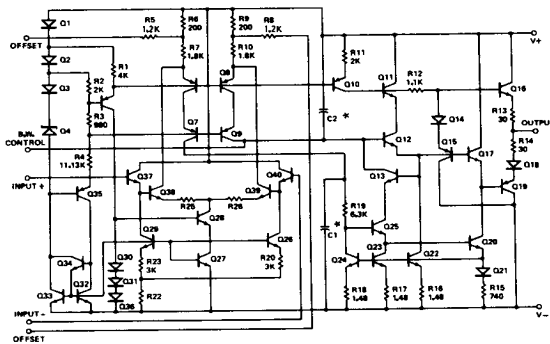 Q1
R5
1.2K
R6
200
R9
200
R8
1.2K
V+
OFFSET
Q2
R1
4K
R7
1.8K
R10
1.8K
R11
2K
Q3
R2
2K
Q8
Q10
Q11
R12
1.1K
Q16
R3
980
R13
30
Q4
Q7
Q9
C2 *
Q14
OUTPUT
CONTROL
Q12
Q15
Q17
R14
30
R4
11.13K
Q18
INPUT+
Q35
Q37
Q38
Q39
Q40
Q13
Q19
R25
R26
R19
6.3K
Q25
Q28
Q34
Q29
Q26
C1 *
Q23
Q20
Q30
R23
3K
Q27
R20
3K
Q24
Q22
Q21
Q31
Q33
Q32
Q36
R22
R18
1.48
R17
1.48
R16
1.48
R15
740
INPUT-
V-
OFFSET